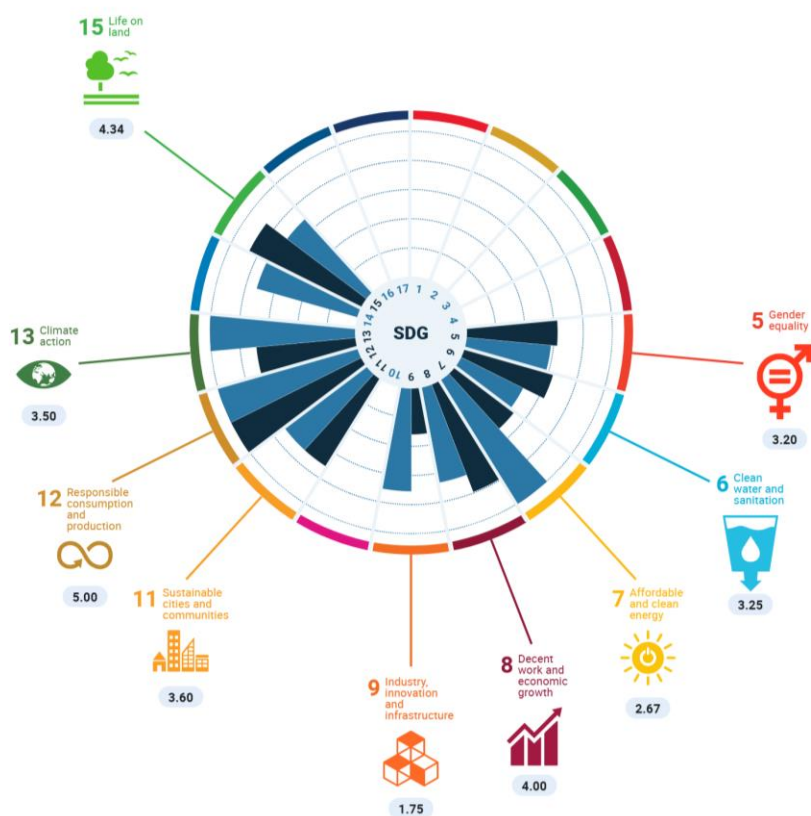 15 Life on
land
4.34
SDG
1
2
3
4
5
6
7
8
9
10
11
12
13
14
15
16
17
5 Gender
equality
3.20
6 Clean
water and
sanitation
3.25
7 Affordable
and clean
energy
2.67
8 Decent
work and
economic
growth
4.00
9 Industry,
innovation
and
infrastructure
1.75
11 Sustainable
cities and
communities
3.60
12 Responsible
consumption
and
production
5.00
13 Climate
action
3.50